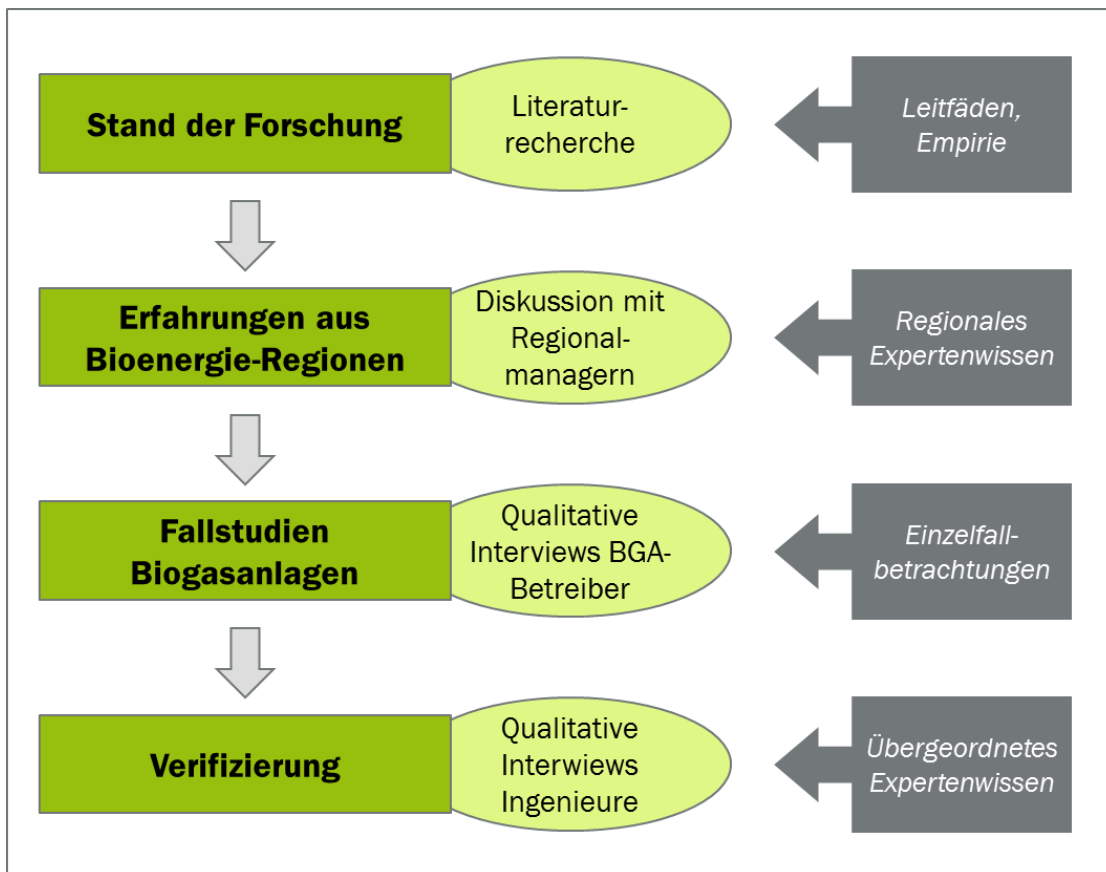 Stand der Forschung
Literatur-
recherche
Leitfäden,
Empirie
Erfahrungen aus
Bioenergie-Regionen
Diskussion mit
Regional-
managern
Regionales
Expertenwissen
Fallstudien
Biogasanlagen
Qualitative
Interviews BGA-
Betreiber
Einzelfall-
betrachtungen
Verifizierung
Qualitative
Interwiews
Ingenieure
Übergeordnetes
Expertenwissen